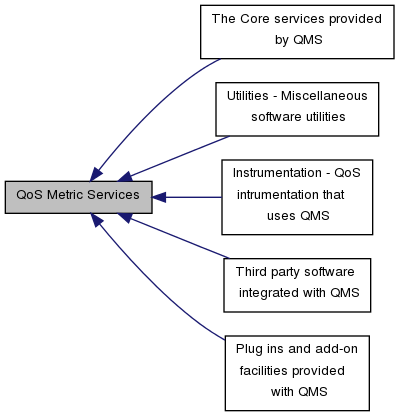 The Core services provided
by QMS
Utilities - Miscellaneous
software utilities
QoS Metric Services
Instrumentation - QoS
intrumentation that
uses QMS
Third party software
integrated with QMS
Plug ins and add-on
facilities provided
with QMS